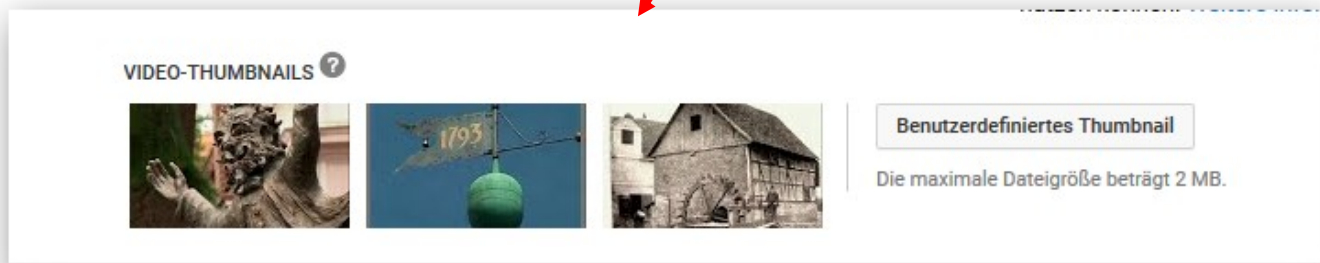 VIDEO-THUMBNAILS ?
1793
Benutzerdefiniertes Thumbnail
Die maximale Dateigröße beträgt 2 MB.